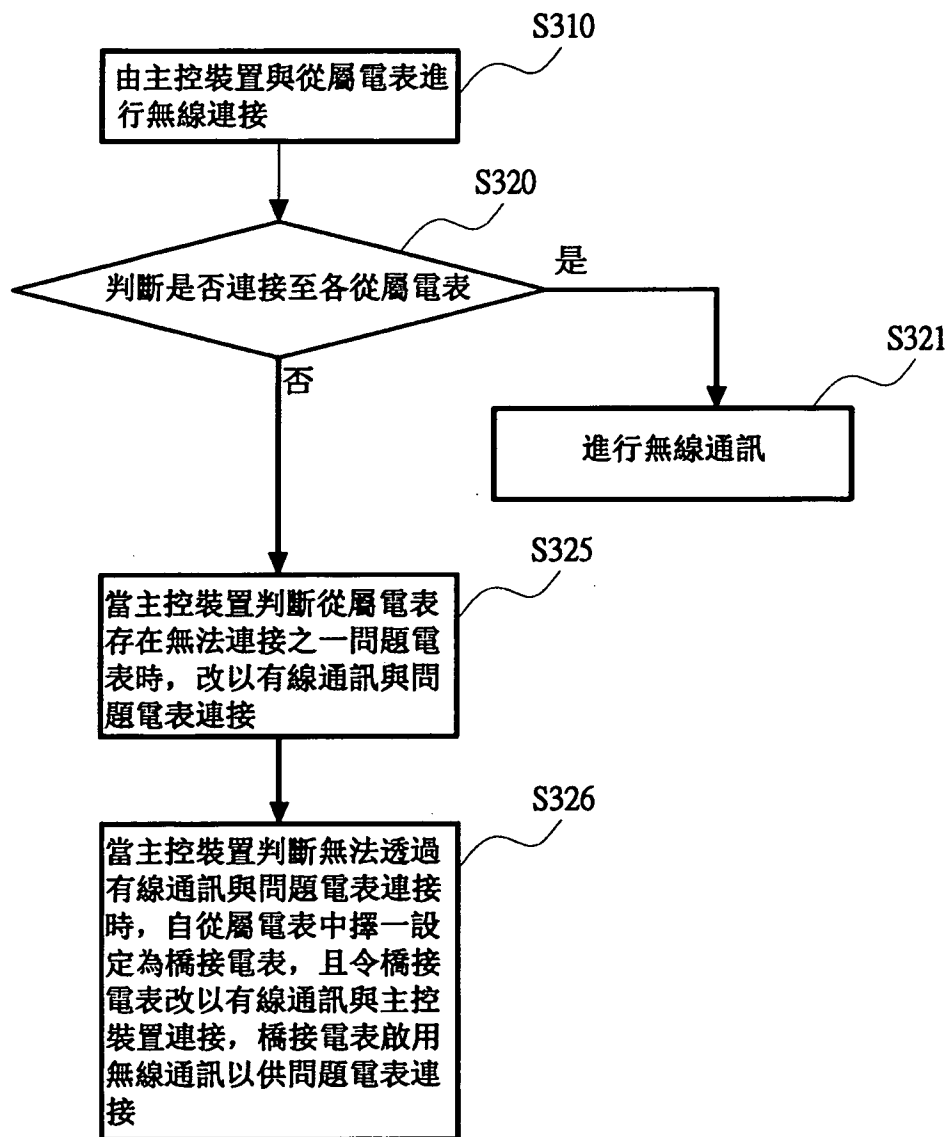 S310
由主控裝置與從屬電表進
行無線連接
S320
判斷是否連接至各從屬電表
是
否
S321
進行無線通訊
S325
當主控裝置判斷從屬電表
存在無法連接之一問題電
表時，改以有線通訊與問
題電表連接
S326
當主控裝置判斷無法透過
有線通訊與問題電表連接
時，自從屬電表中擇一設
定為橋接電表，且令橋接
電表改以有線通訊與主控
裝置連接，橋接電表啟用
無線通訊以供問題電表連
接